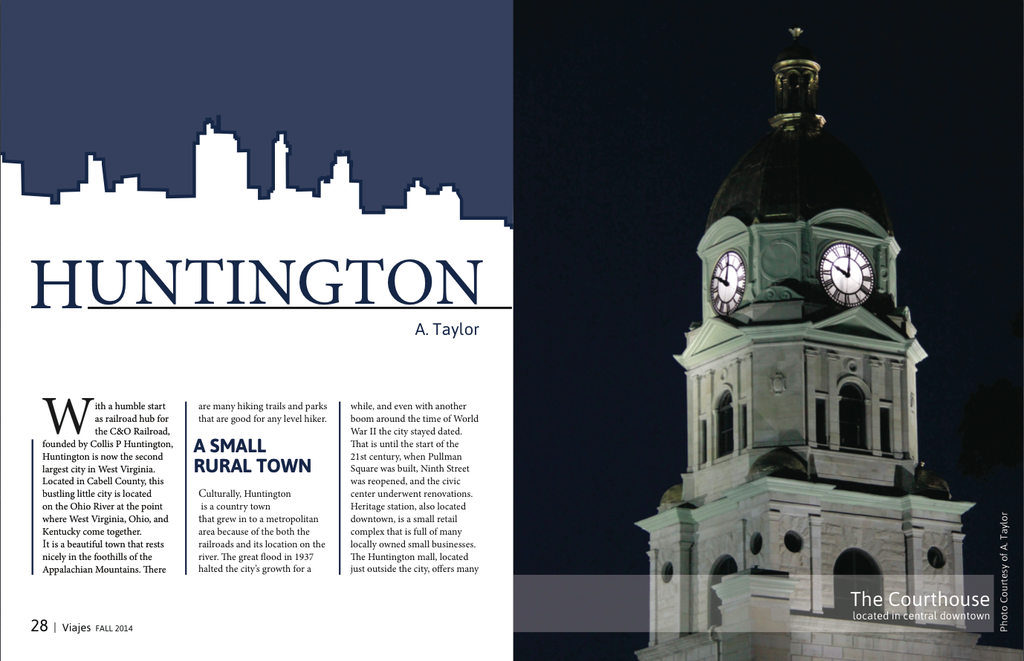 HUNTINGTON
A. Taylor
With a humble start
as railroad hub for
the C&O Railroad,
founded by Collis P Huntington,
Huntington is now the second
largest city in West Virginia.
Located in Cabell County, this
bustling little city is located
on the Ohio River at the point
where West Virginia, Ohio, and
Kentucky come together.
It is a beautiful town that rests
nicely in the foothills of the
Appalachian Mountains. There
are many hiking trails and parks
that are good for any level hiker.
A SMALL
RURAL TOWN
Culturally, Huntington
is a country town
that grew in to a metropolitan
area because of the both the
railroads and its location on the
river. The great flood in 1937
halted the city's growth for a
while, and even with another
boom around the time of World
War II the city stayed dated.
That is until the start of the
21st century, when Pullman
Square was built, Ninth Street
was reopened, and the civic
center underwent renovations.
Heritage station, also located
downtown, is a small retail
complex that is full of many
locally owned small businesses.
The Huntington mall, located
just outside the city, offers many
28 | Viajes FALL 2014
The Courthouse
located in central downtown
Photo Courtesy of A. Taylor